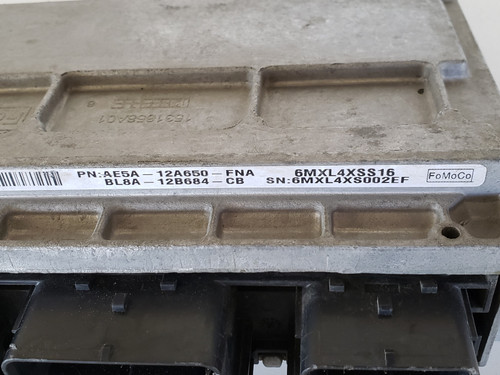 PN:AE5A-12A650-FNA 6MXL4XSS16
BL8A-12B684-CB SN:6MXL4XS002EF FoMoCo